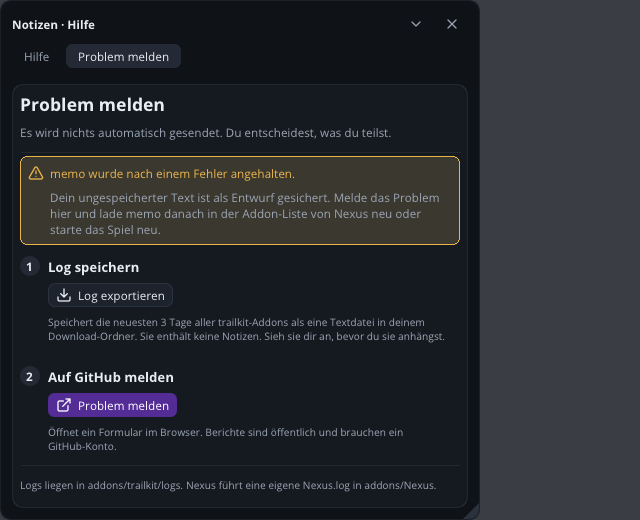 Notizen · Hilfe
Hilfe
Problem melden
Problem melden
Es wird nichts automatisch gesendet. Du entscheidest, was du teilst.
memo wurde nach einem Fehler angehalten.
Dein ungespeicherter Text ist als Entwurf gesichert. Melde das Problem
hier und lade memo danach in der Addon-Liste von Nexus neu oder
starte das Spiel neu.
1
Log speichern
Log exportieren
Speichert die neuesten 3 Tage aller trailkit-Addons als eine Textdatei in deinem
Download-Ordner. Sie enthält keine Notizen. Sieh sie dir an, bevor du sie anhängst.
2
Auf GitHub melden
Problem melden
Öffnet ein Formular im Browser. Berichte sind öffentlich und brauchen ein
GitHub-Konto.
Logs liegen in addons/trailkit/logs. Nexus führt eine eigene Nexus.log in addons/Nexus.